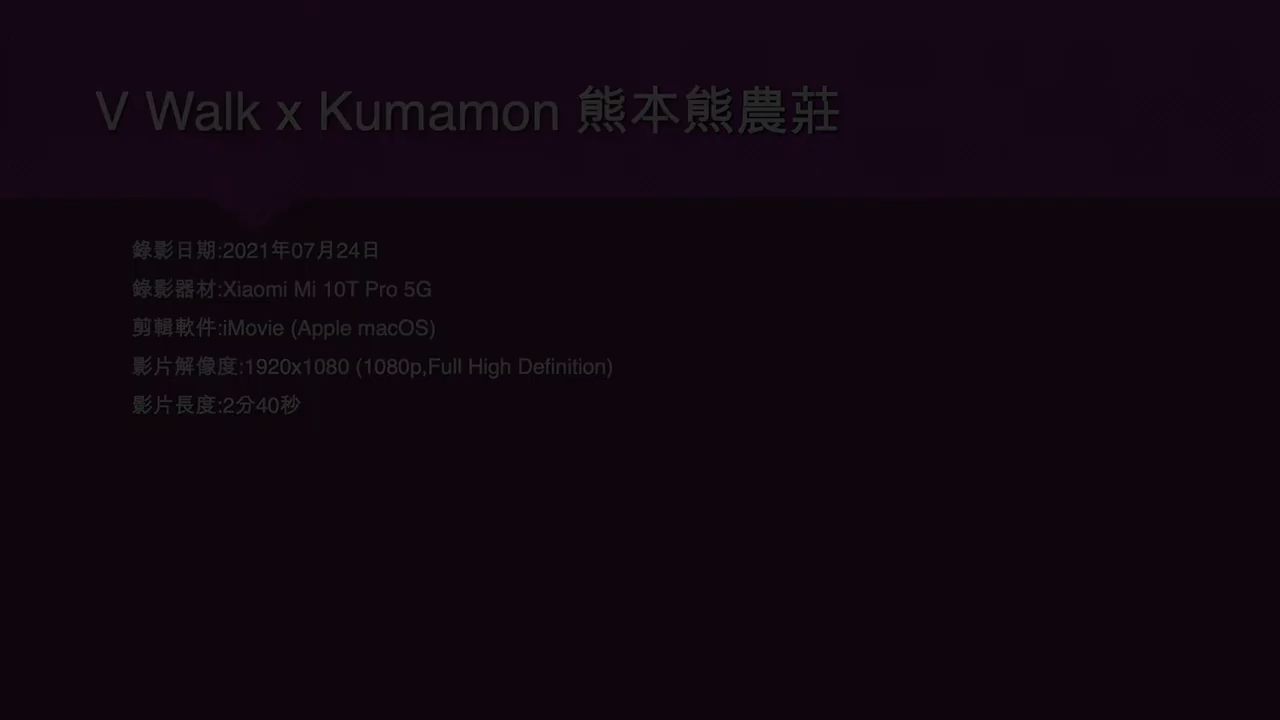 V Walk x Kumamon 熊本熊農莊
錄影日期:2021年07月24日
錄影器材:Xiaomi Mi 10T Pro 5G
剪輯軟件:iMovie (Apple macOS)
影片解像度:1920x1080 (1080p,Full High Definition)
影片長度:2分40秒